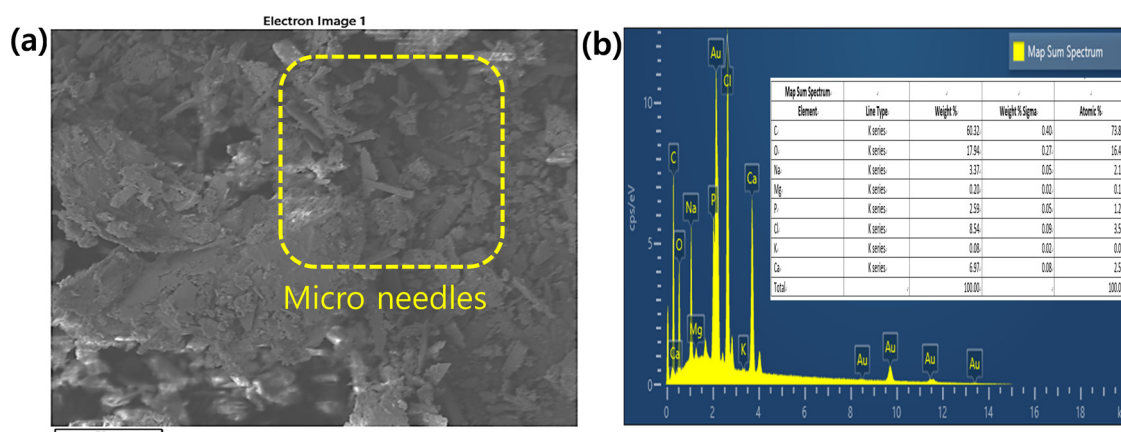 Electron Image 1
(a)
Micro needles
(b)
Map Sum Spectrum
cps/eV
10
5
0
0 2 4 6 8 10 12 14 16 18
C
O
Ca
Na
Mg
P
Au
Cl
K
Ca
Au
Au
Au
Au
Map Sum Spectrum
Element Line Type Weight % Weight % Sigma Atomic %
C K series 60.32 0.40 73.8
O K series 17.94 0.27 16.4
Na K series 3.37 0.05 2.1
Mg K series 0.20 0.02 0.1
P K series 2.59 0.05 1.2
Cl K series 8.54 0.09 3.5
K K series 0.08 0.02 0.0
Ca K series 6.97 0.08 2.5
Total 100.00 100.0